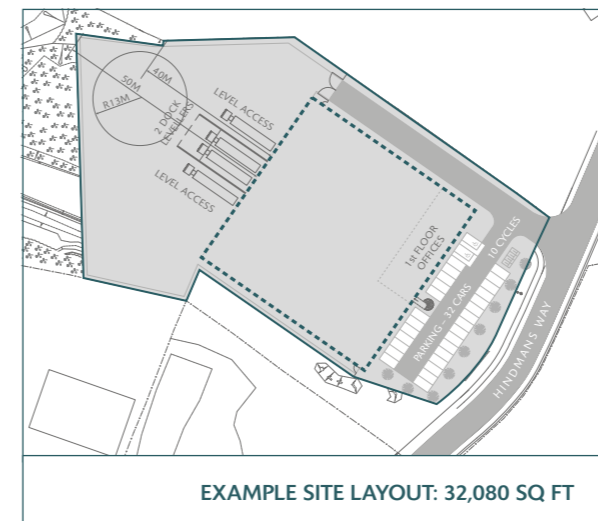 50M
40M
R13M
LEVEL ACCESS
2 DOCK
LEVELLERS
LEVEL ACCESS
1st FLOOR
OFFICES
10 CYCLES
PARKING – 32 CARS
HINDMANS WAY
EXAMPLE SITE LAYOUT: 32,080 SQ FT